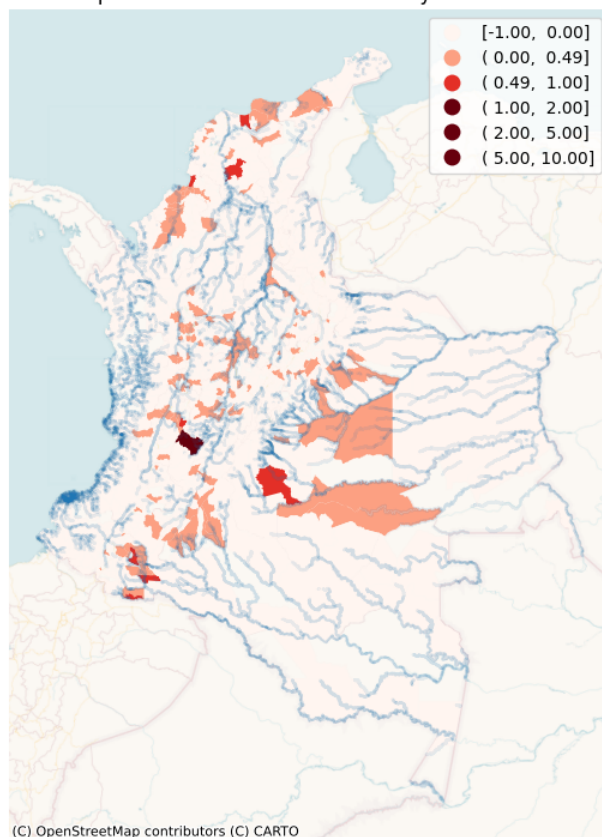 [-1.00, 0.00]
( 0.00, 0.49]
( 0.49, 1.00]
( 1.00, 2.00]
( 2.00, 5.00]
( 5.00, 10.00]
(C) OpenStreetMap contributors (C) CARTO